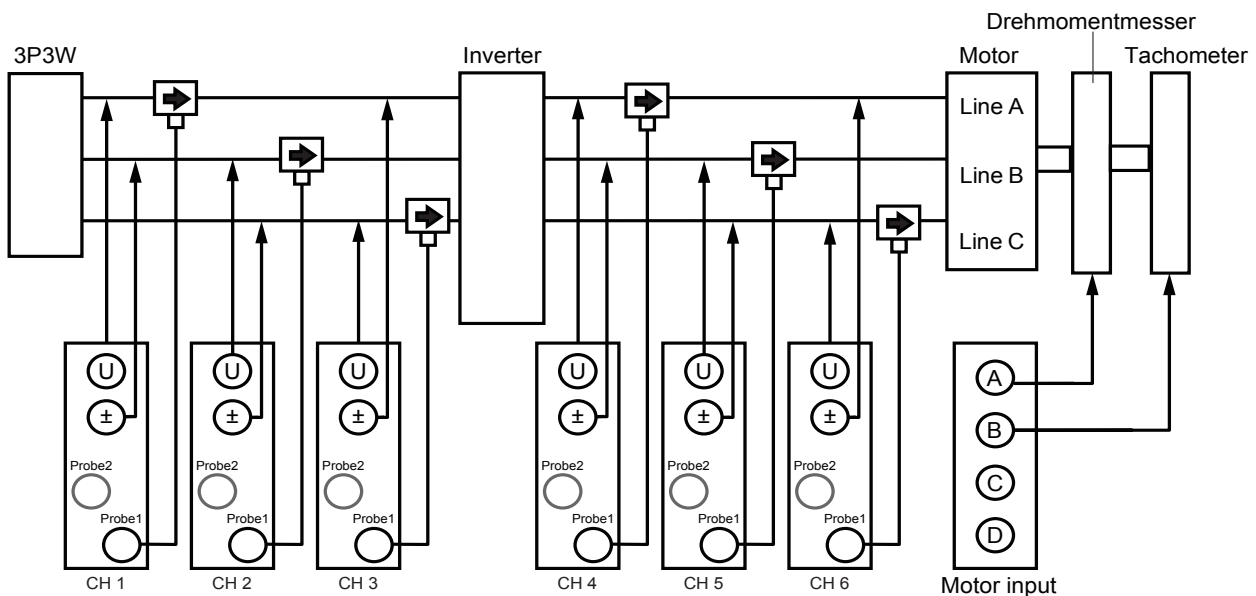 Drehmomentmesser
3P3W
Inverter
Motor
Tachometer
Line A
Line B
Line C
U
U
U
U
U
U
A
±
±
±
±
±
±
B
Probe2
Probe2
Probe2
Probe2
Probe2
Probe2
C
Probe1
Probe1
Probe1
Probe1
Probe1
Probe1
D
CH 1
CH 2
CH 3
CH 4
CH 5
CH 6
Motor input